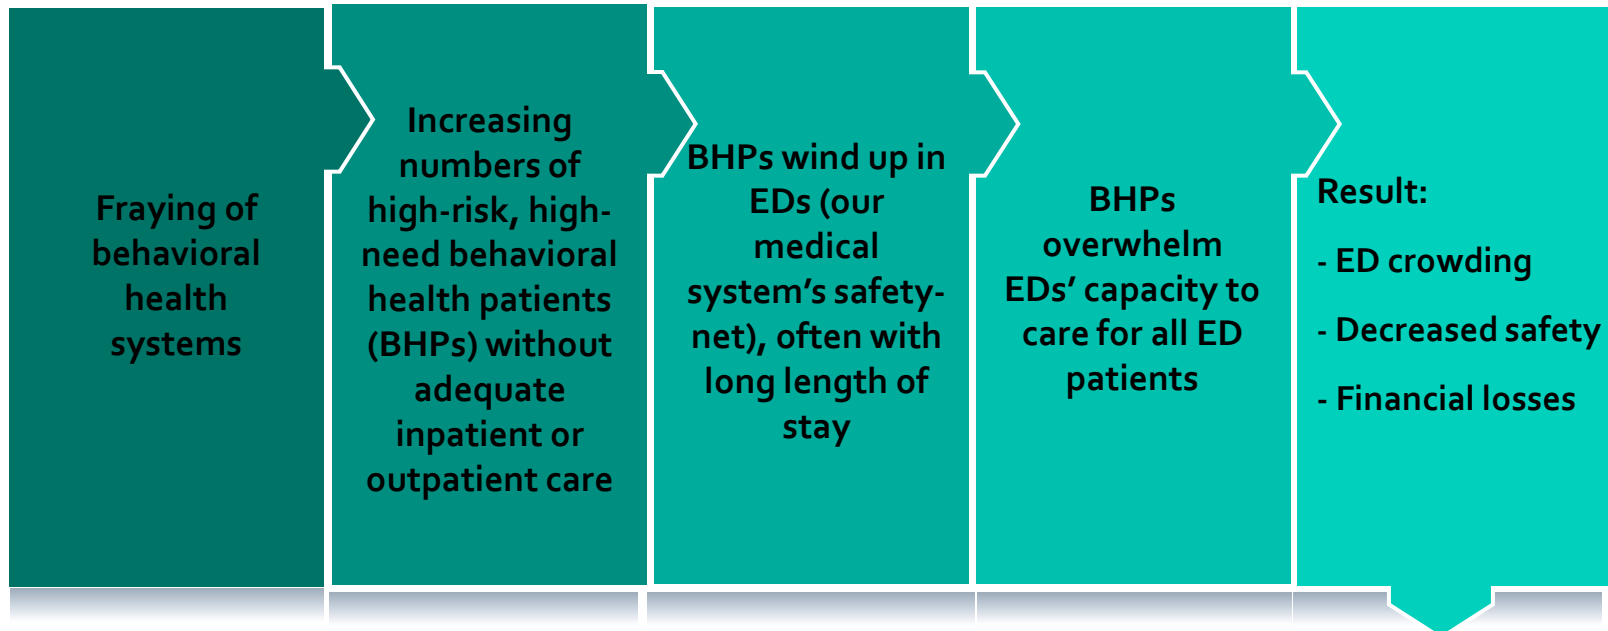 Fraying of
behavioral
health
systems
Increasing
numbers of
high-risk, high-
need behavioral
health patients
(BHPs) without
adequate
inpatient or
outpatient care
BHPs wind up in
EDs (our
medical
system’s safety-
net), often with
long length of
stay
BHPs
overwhelm
EDs’ capacity to
care for all ED
patients
Result:
- ED crowding
- Decreased safety
- Financial losses